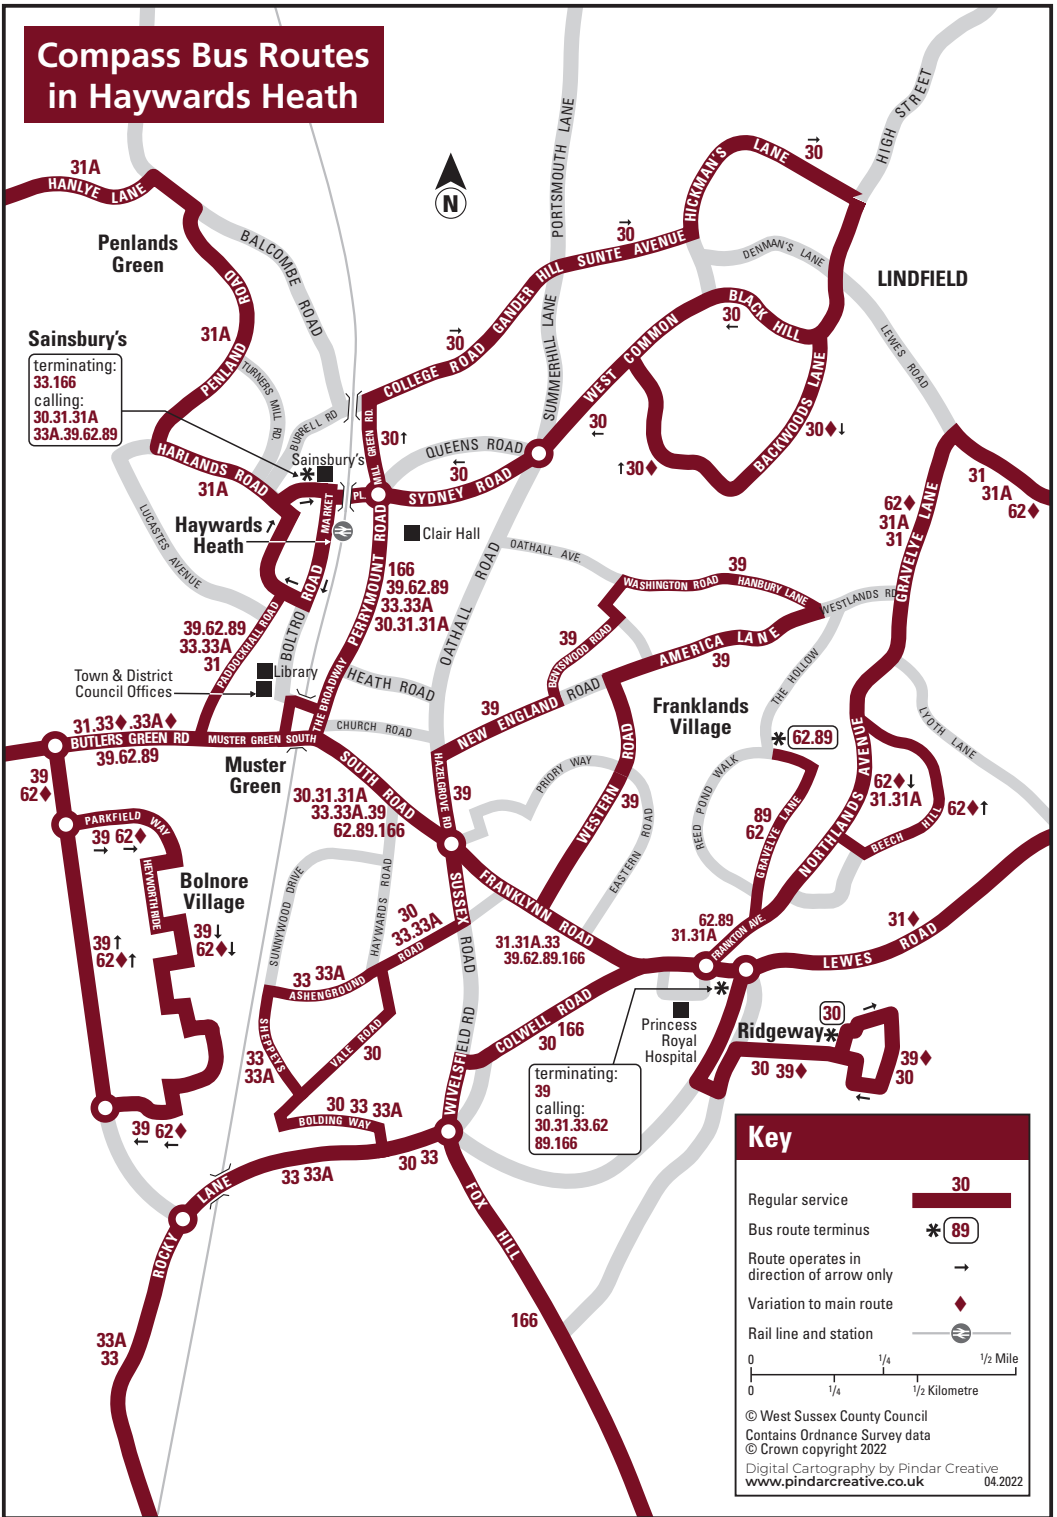 Compass Bus Routes
in Haywards Heath
31A
HANLYE LANE
Penlands
Green
BALCOMBE ROAD
PORTSMOUTH LANE
HIGH STREET
N
HICKMAN'S LANE
→
30
→
30
GANDER HILL SUNTE AVENUE
DENMAN'S LANE
LINDFIELD
PENLAND ROAD
31A
Sainsbury's
terminating:
33.166
calling:
30.31.31A
33A.39.62.89
→
30
COLLEGE ROAD
SUMMERHILL LANE
WEST COMMON
BLACK HILL
30
←
LEWES ROAD
TURNERS MILL RD.
BURRELL RD
MILL GREEN RD.
30↑
QUEENS ROAD
←
30
SYDNEY ROAD
30
←
↑30♦
BACKWOODS LANE
30♦↓
HARLANDS ROAD
31A
Sainsbury's
*
→
MARKET PL.
LUCASTES AVENUE
Haywards
Heath
Clair Hall
PERRYMOUNT ROAD
166
39.62.89
33.33A
30.31.31A
OATHALL ROAD
OATHALL AVE.
39
WASHINGTON ROAD HANBURY LANE
WESTLANDS RD
GRAVELYE LANE
62♦
31A
31
31
31A
62♦
←
BOLTRO ROAD
↓
39.62.89
33.33A
31
PADDOCKHALL ROAD
39
BENTSWOOD ROAD
AMERICA LANE
39
THE HOLLOW
Library
Town & District
Council Offices
HEATH ROAD
THE BROADWAY
CHURCH ROAD
39
NEW ENGLAND ROAD
Franklands
Village
* 62.89
LYOTH LANE
31.33♦.33A♦
BUTLERS GREEN RD
39.62.89
MUSTER GREEN SOUTH
Muster
Green
SOUTH ROAD
30.31.31A
33.33A.39
62.89.166
HAZELGROVE RD
39
PRIORY WAY
WESTERN ROAD
39
EASTERN ROAD
REED POND WALK
89
62
GRAVELYE LANE
NORTHLANDS AVENUE
62♦↓
31.31A
BEECH HILL
62♦↑
39
62♦
PARKFIELD WAY
39 62♦
→ →
HEYWORTH RIDE
Bolnore
Village
39↓
62♦↓
39↑
62♦↑
SUNNYWOOD DRIVE
HAYWARDS ROAD
30
33.33A
33 33A
ASHENGROUND ROAD
SUSSEX ROAD
FRANKLYNN ROAD
31.31A.33
39.62.89.166
62.89
31.31A
FRANKTON AVE.
31♦
LEWES ROAD
*
Princess
Royal
Hospital
SHEPPEYS
33
33A
VALE ROAD
30
COLWELL ROAD
166
30
WIVELSFIELD RD
Ridgeway
30
*
→
30 39♦
39♦
30
←
terminating:
39
calling:
30.31.33.62
89.166
30 33 33A
BOLDING WAY
39 62♦
← ←
33 33A
30 33
ROCKY LANE
FOX HILL
166
33A
33
Key
Regular service
30
Bus route terminus
* 89
Route operates in
direction of arrow only
→
Variation to main route
♦
Rail line and station
0 1/4 1/2 Mile
0 1/4 1/2 Kilometre
© West Sussex County Council
Contains Ordnance Survey data
© Crown copyright 2022
Digital Cartography by Pindar Creative
www.pindarcreative.co.uk 04.2022